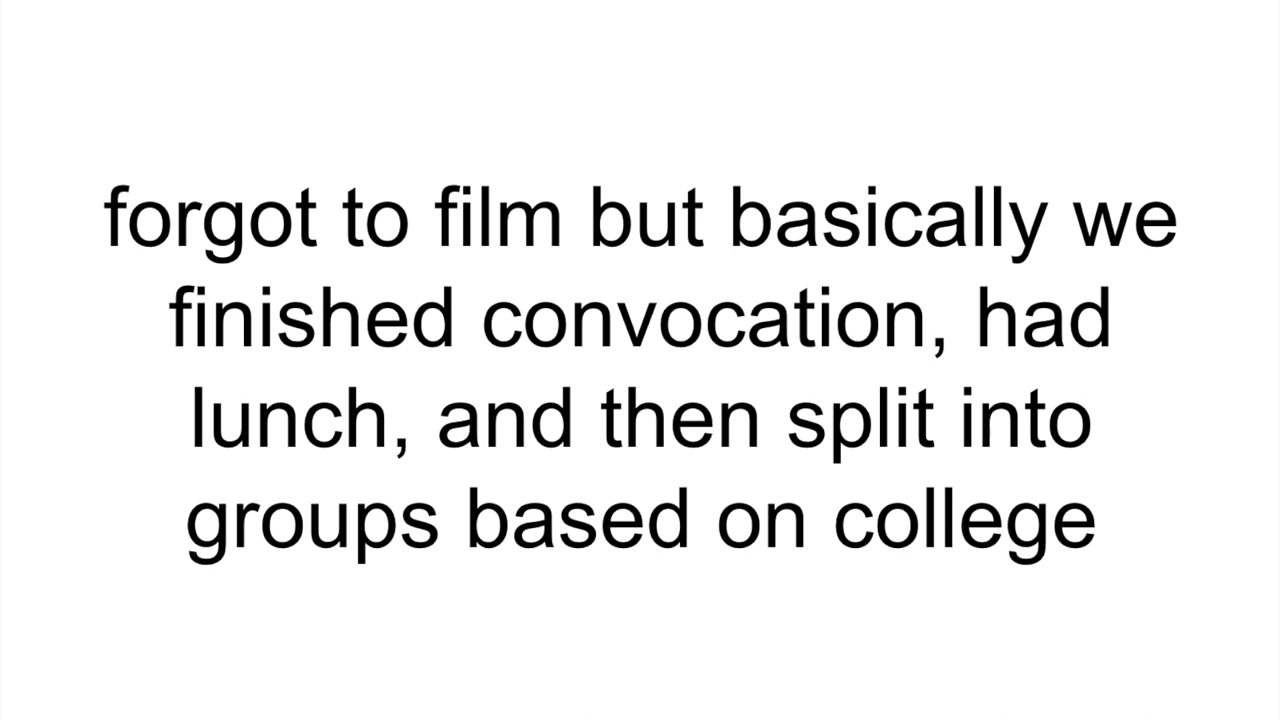 forgot to film but basically we
finished convocation, had
lunch, and then split into
groups based on college